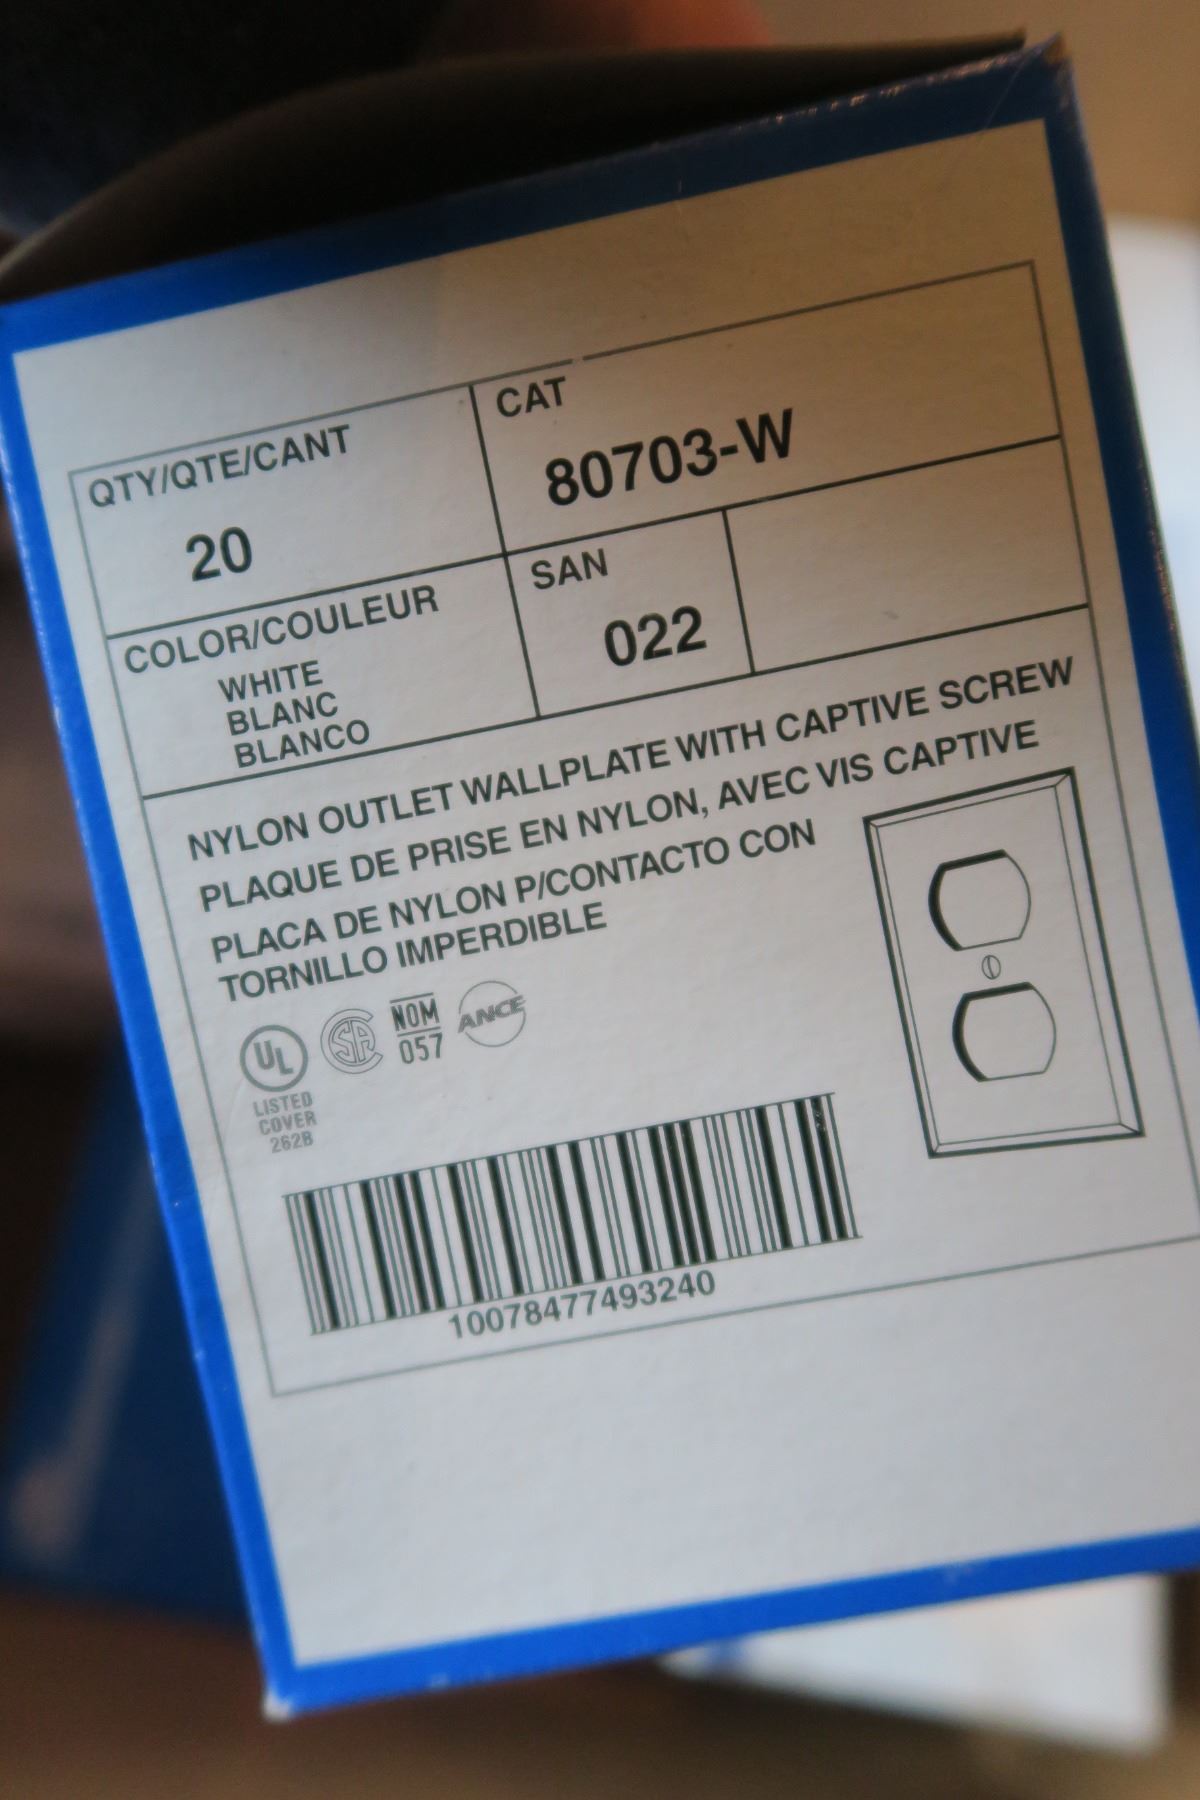 QTY/QTE/CANT
20
CAT
80703-W
COLOR/COULEUR
WHITE
BLANC
BLANCO
SAN
022
NYLON OUTLET WALLPLATE WITH CAPTIVE SCREW
PLAQUE DE PRISE EN NYLON, AVEC VIS CAPTIVE
PLACA DE NYLON P/CONTACTO CON
TORNILLO IMPERDIBLE
UL
LISTED
COVER
262B
SA
NOM
057
ANCE
10078477493240